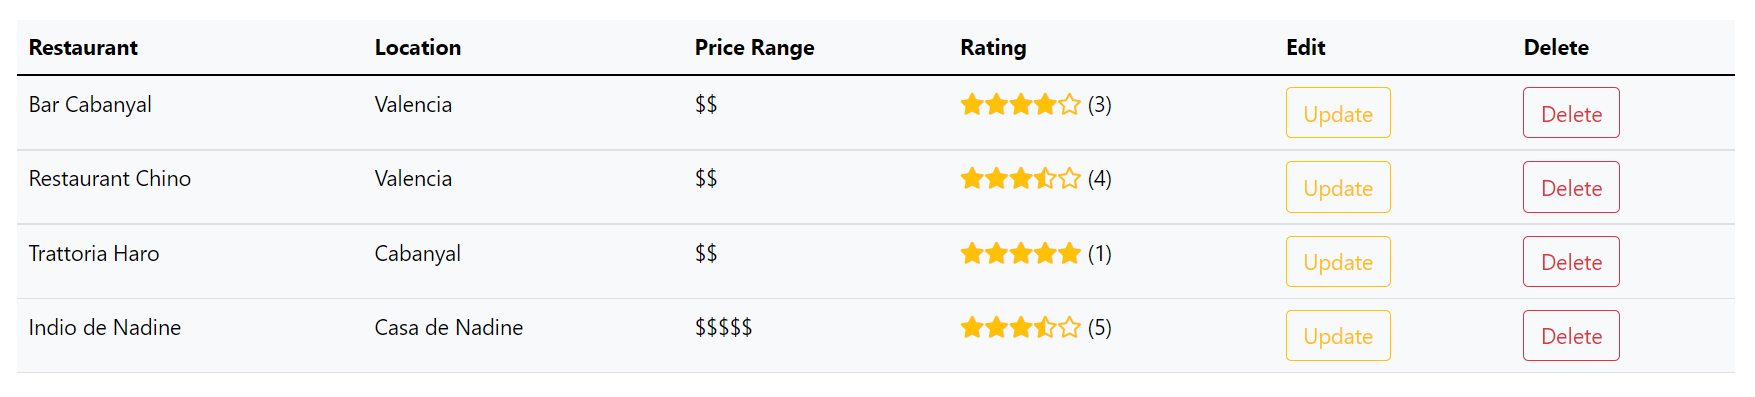 Restaurant Location Price Range Rating Edit Delete
Bar Cabanyal Valencia $$ (3) Update Delete
Restaurant Chino Valencia $$ (4) Update Delete
Trattoria Haro Cabanyal $$ (1) Update Delete
Indio de Nadine Casa de Nadine $$$$$ (5) Update Delete